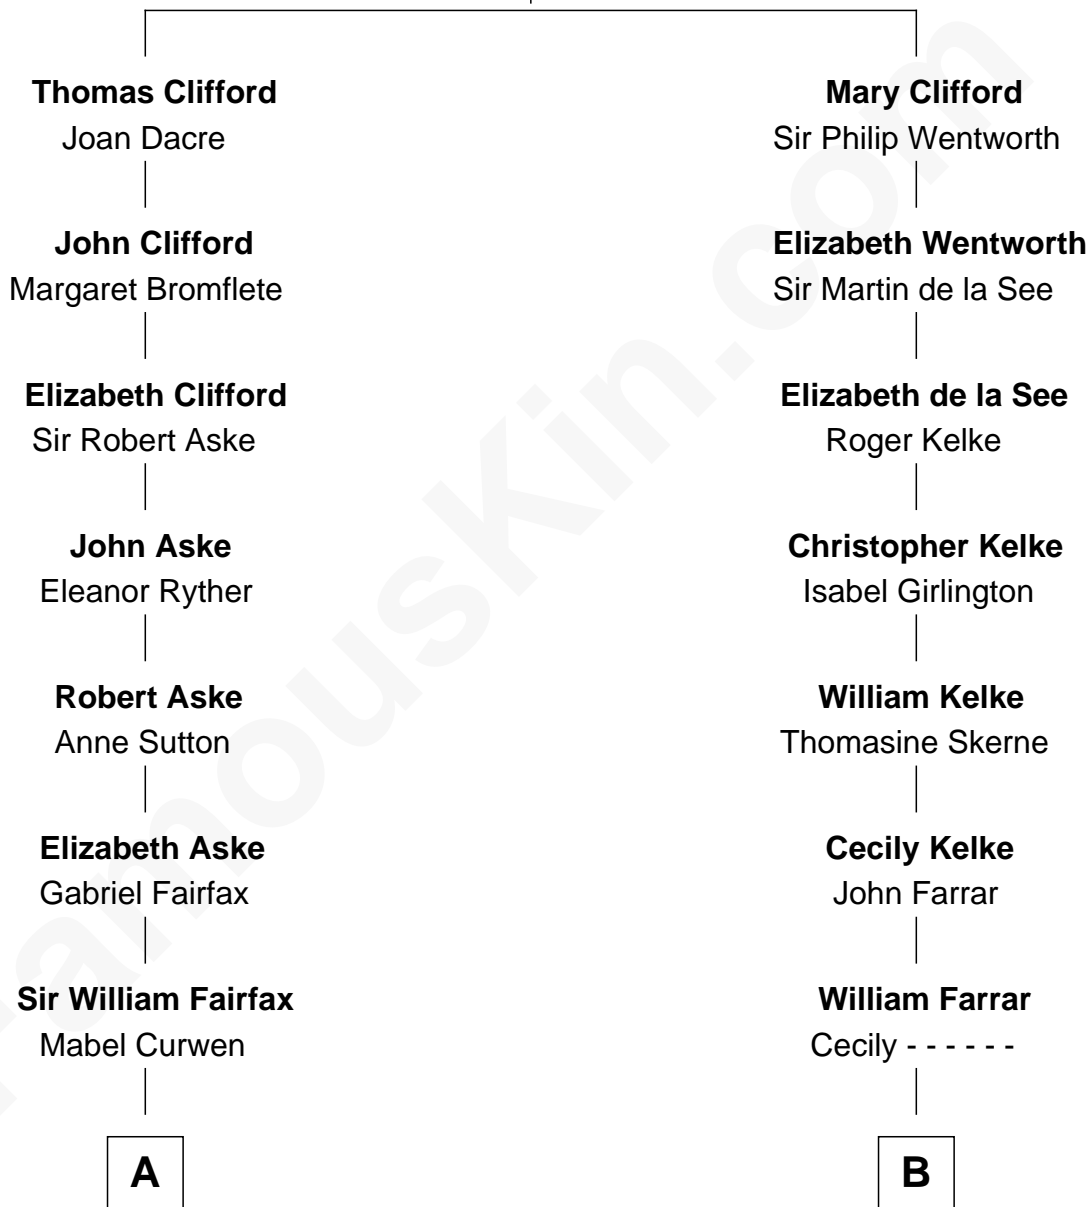 Thomas Clifford
Joan Dacre
John Clifford
Margaret Bromflete
Elizabeth Clifford
Sir Robert Aske
John Aske
Eleanor Ryther
Robert Aske
Anne Sutton
Elizabeth Aske
Gabriel Fairfax
Sir William Fairfax
Mabel Curwen
A
Mary Clifford
Sir Philip Wentworth
Elizabeth Wentworth
Sir Martin de la See
Elizabeth de la See
Roger Kelke
Christopher Kelke
Isabel Girlington
William Kelke
Thomasine Skerne
Cecily Kelke
John Farrar
William Farrar
Cecily - - - - - -
B
FamousKin.com